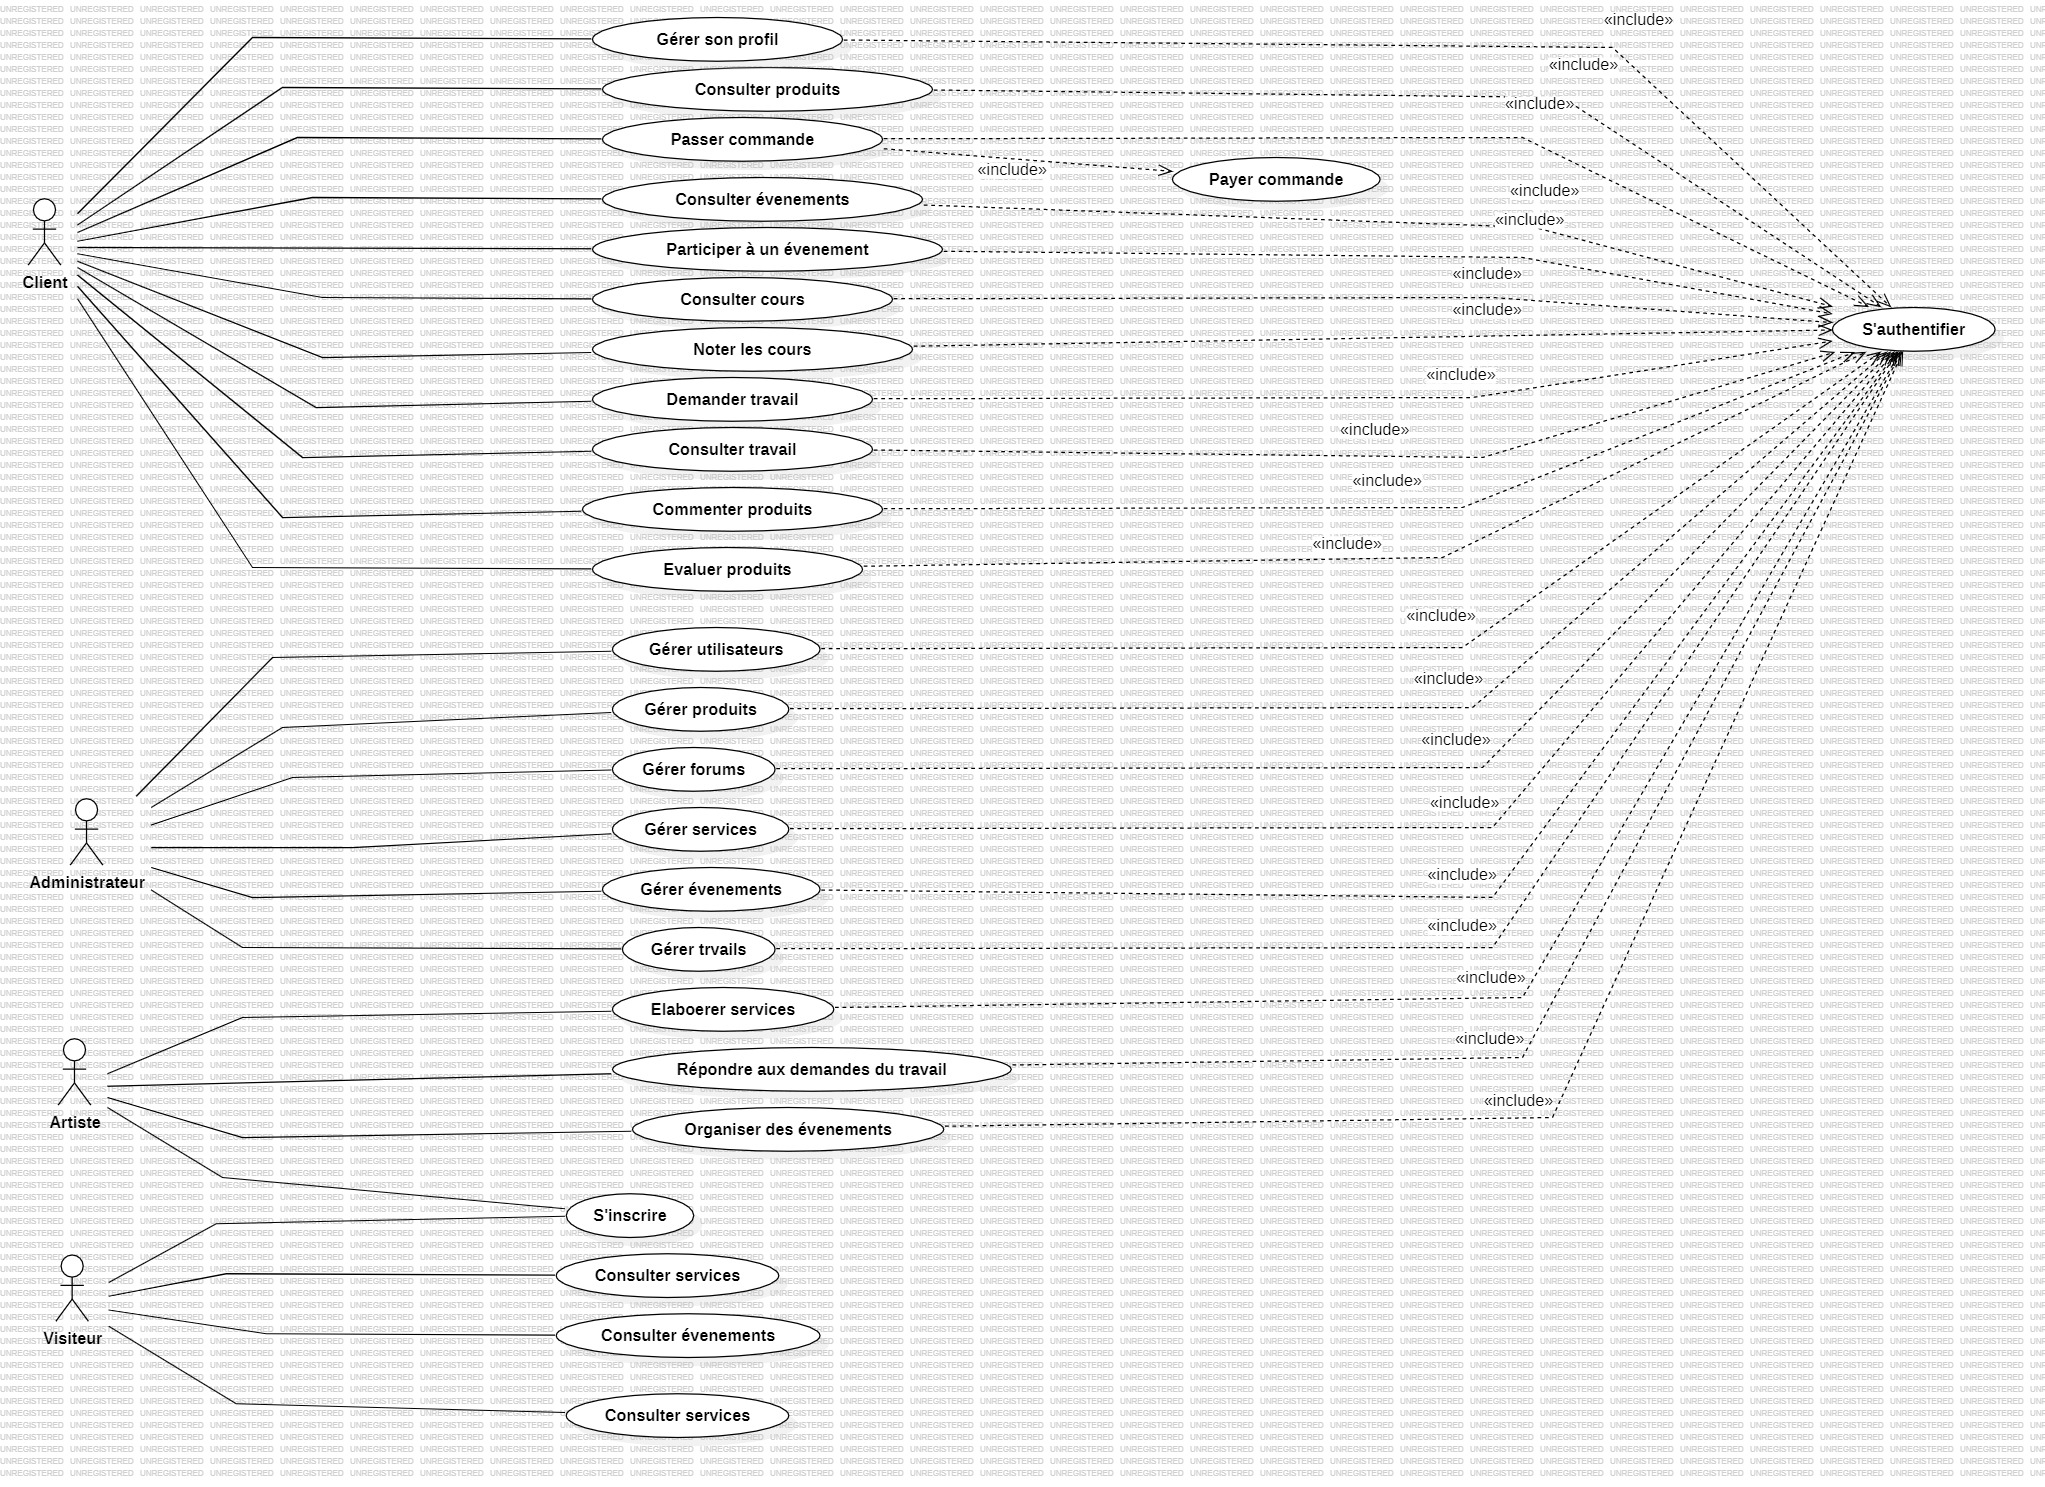 «include»
Gérer son profil
«include»
Consulter produits
«include»
Passer commande
«include»
Payer commande
«include»
Consulter évenements
«include»
Participer à un évenement
«include»
Client
Consulter cours
«include»
S'authentifier
Noter les cours
«include»
Demander travail
«include»
Consulter travail
«include»
Commenter produits
«include»
Evaluer produits
«include»
Gérer utilisateurs
«include»
Gérer produits
«include»
Gérer forums
«include»
Gérer services
«include»
Administrateur
Gérer évenements
«include»
Gérer trvails
«include»
Elaboerer services
«include»
Répondre aux demandes du travail
«include»
Artiste
Organiser des évenements
S'inscrire
Consulter services
Visiteur
Consulter évenements
Consulter services
UNREGISTERED